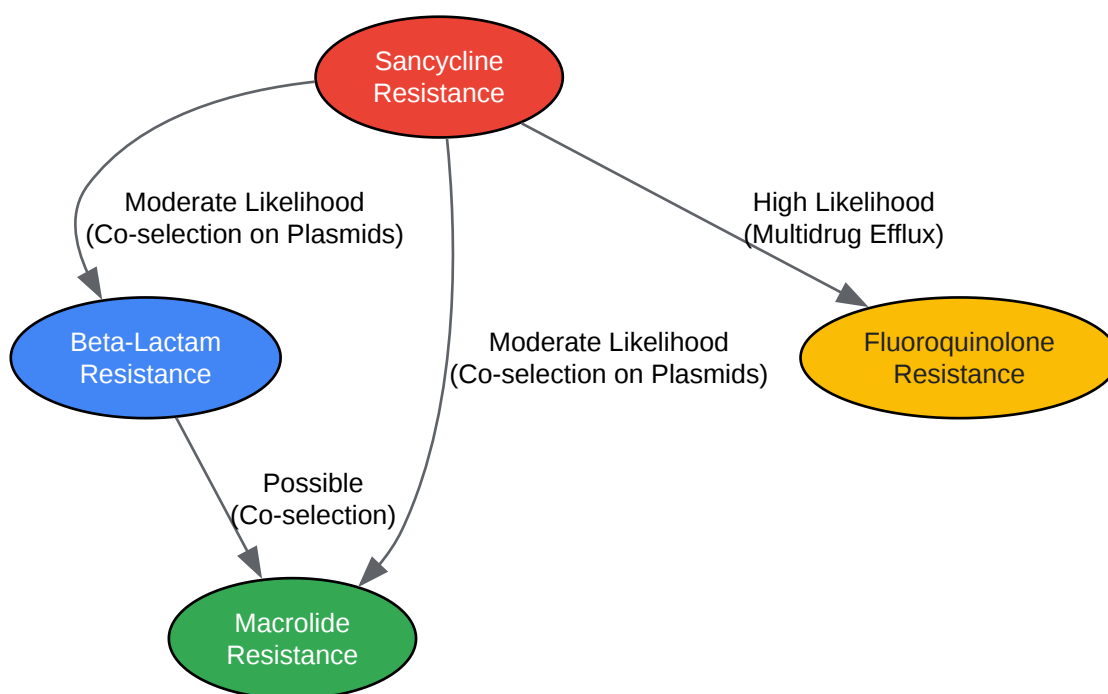 Sancycline
Resistance
Moderate Likelihood
(Co-selection on Plasmids)
High Likelihood
(Multidrug Efflux)
Beta-Lactam
Resistance
Moderate Likelihood
(Co-selection on Plasmids)
Fluoroquinolone
Resistance
Possible
(Co-selection)
Macrolide
Resistance